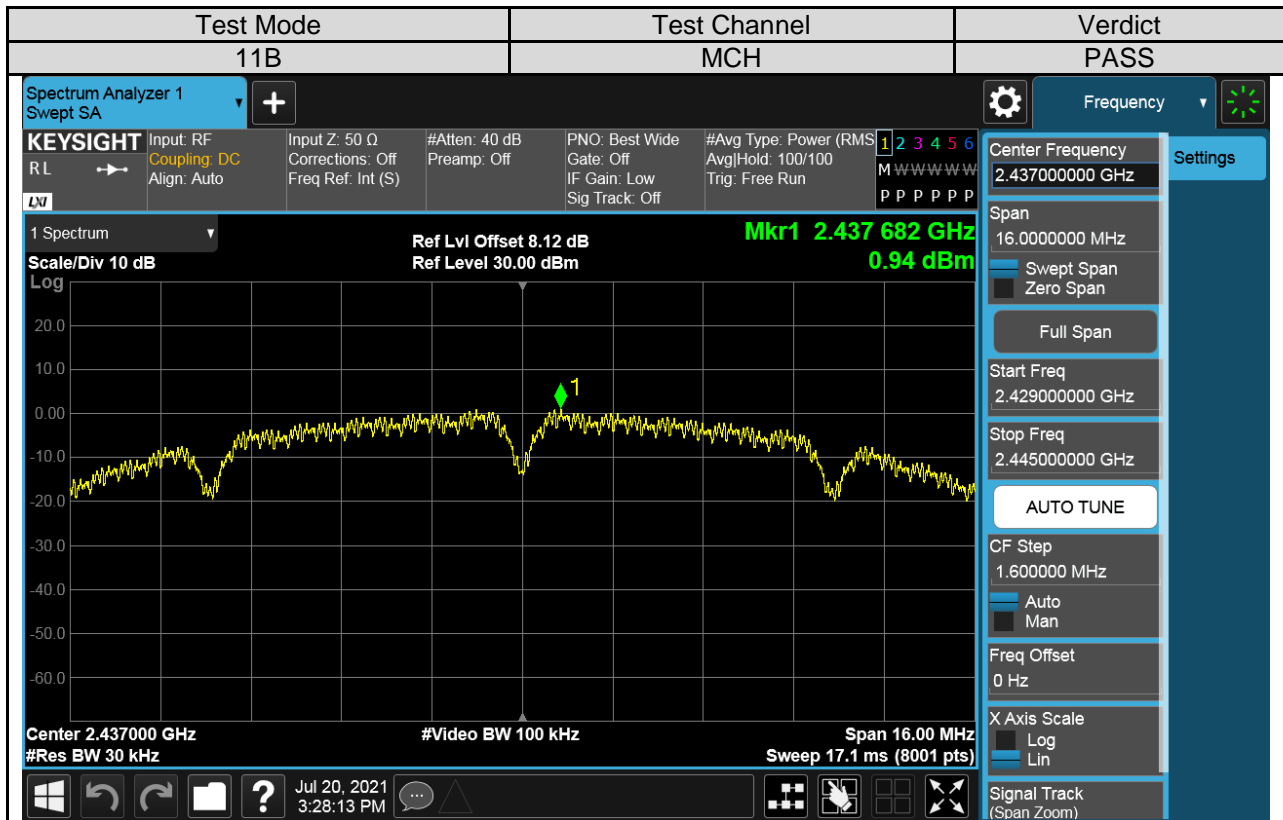 Test Mode Test Channel Verdict
11B MCH PASS
Spectrum Analyzer 1
Swept SA
Frequency
KEYSIGHT
R L
LXI
Input: RF
Coupling: DC
Align: Auto
Input Z: 50 Ω
Corrections: Off
Freq Ref: Int (S)
#Atten: 40 dB
Preamp: Off
PNO: Best Wide
Gate: Off
IF Gain: Low
Sig Track: Off
#Avg Type: Power (RMS
Avg|Hold: 100/100
Trig: Free Run
1 2 3 4 5 6
M W W W W W
P P P P P P
1 Spectrum
Scale/Div 10 dB
Log
Ref Lvl Offset 8.12 dB
Ref Level 30.00 dBm
Mkr1 2.437 682 GHz
0.94 dBm
20.0
10.0
0.00
-10.0
-20.0
-30.0
-40.0
-50.0
-60.0
1
Center 2.437000 GHz
#Res BW 30 kHz
#Video BW 100 kHz
Span 16.00 MHz
Sweep 17.1 ms (8001 pts)
Center Frequency
2.437000000 GHz
Settings
Span
16.0000000 MHz
Swept Span
Zero Span
Full Span
Start Freq
2.429000000 GHz
Stop Freq
2.445000000 GHz
AUTO TUNE
CF Step
1.600000 MHz
Auto
Man
Freq Offset
0 Hz
X Axis Scale
Log
Lin
Signal Track
(Span Zoom)
?
Jul 20, 2021
3:28:13 PM